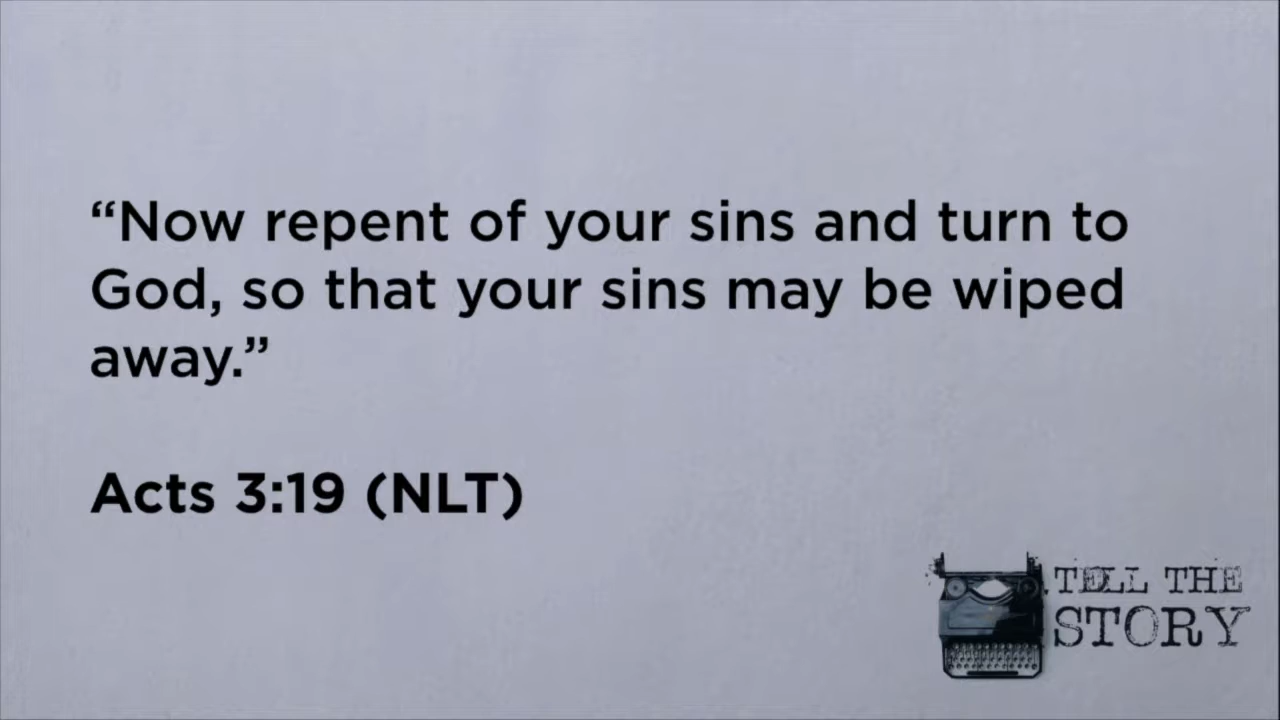 “Now repent of your sins and turn to
God, so that your sins may be wiped
away.”
Acts 3:19 (NLT)
TELL THE
STORY